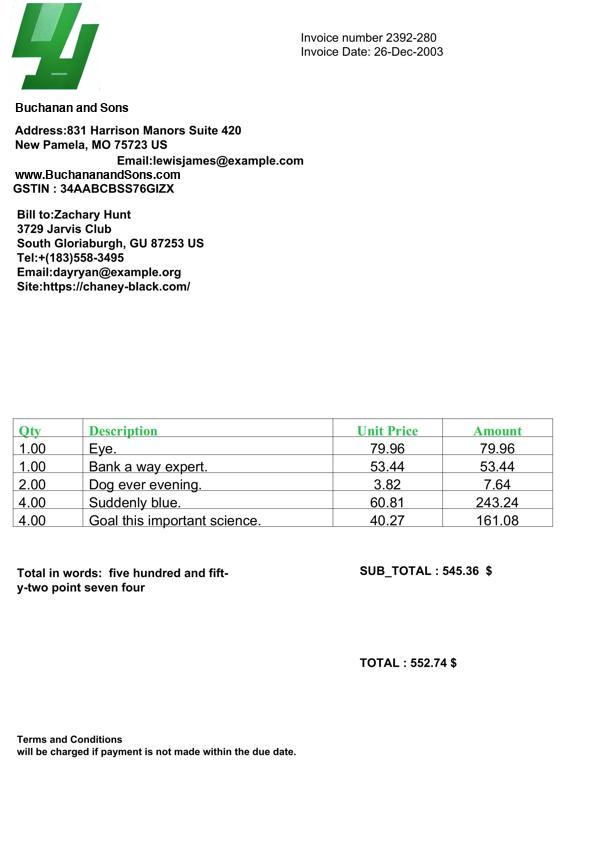 Invoice number 2392-280
Invoice Date: 26-Dec-2003
Buchanan and Sons
Address:831 Harrison Manors Suite 420
New Pamela, MO 75723 US
Email:lewisjames@example.com
www.BuchananandSons.com
GSTIN : 34AABCBSS76GIZX
Bill to:Zachary Hunt
3729 Jarvis Club
South Gloriaburgh, GU 87253 US
Tel:+(183)558-3495
Email:dayryan@example.org
Site:https://chaney-black.com/
Qty Description Unit Price Amount
1.00 Eye. 79.96 79.96
1.00 Bank a way expert. 53.44 53.44
2.00 Dog ever evening. 3.82 7.64
4.00 Suddenly blue. 60.81 243.24
4.00 Goal this important science. 40.27 161.08
Total in words: five hundred and fift-
y-two point seven four
SUB_TOTAL : 545.36 $
TOTAL : 552.74 $
Terms and Conditions
will be charged if payment is not made within the due date.